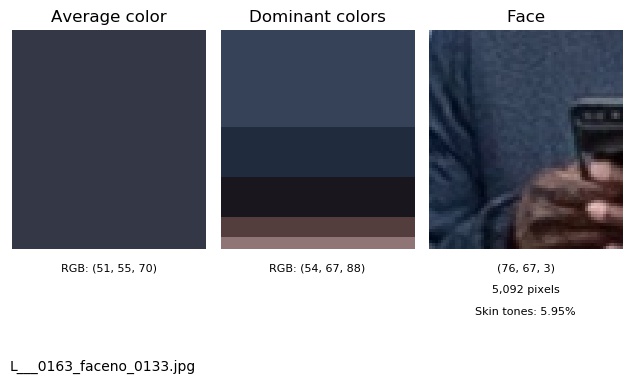 Average color
Dominant colors
Face
RGB: (51, 55, 70)
RGB: (54, 67, 88)
(76, 67, 3)
5,092 pixels
Skin tones: 5.95%
L___0163_faceno_0133.jpg